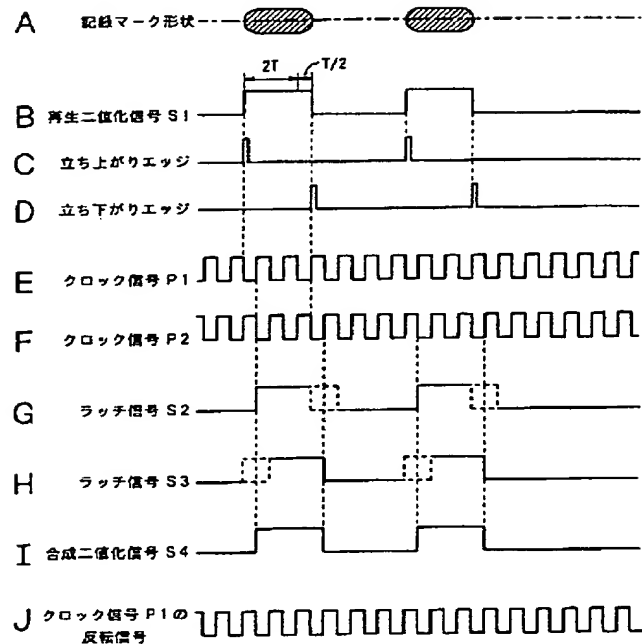 A 記録マーク形状
2T T/2
B 再生二値化信号 S1
C 立ち上がりエッジ
D 立ち下がりエッジ
E クロック信号 P1
F クロック信号 P2
G ラッチ信号 S2
H ラッチ信号 S3
I 合成二値化信号 S4
J クロック信号 P1の
反転信号